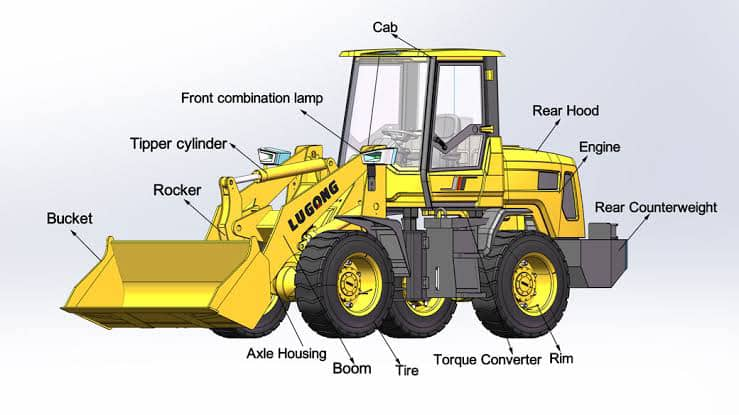 Cab
Front combination lamp
Rear Hood
Tipper cylinder
Engine
Rocker
LUGONG
Rear Counterweight
Bucket
Axle Housing
Boom
Tire
Torque Converter
Rim